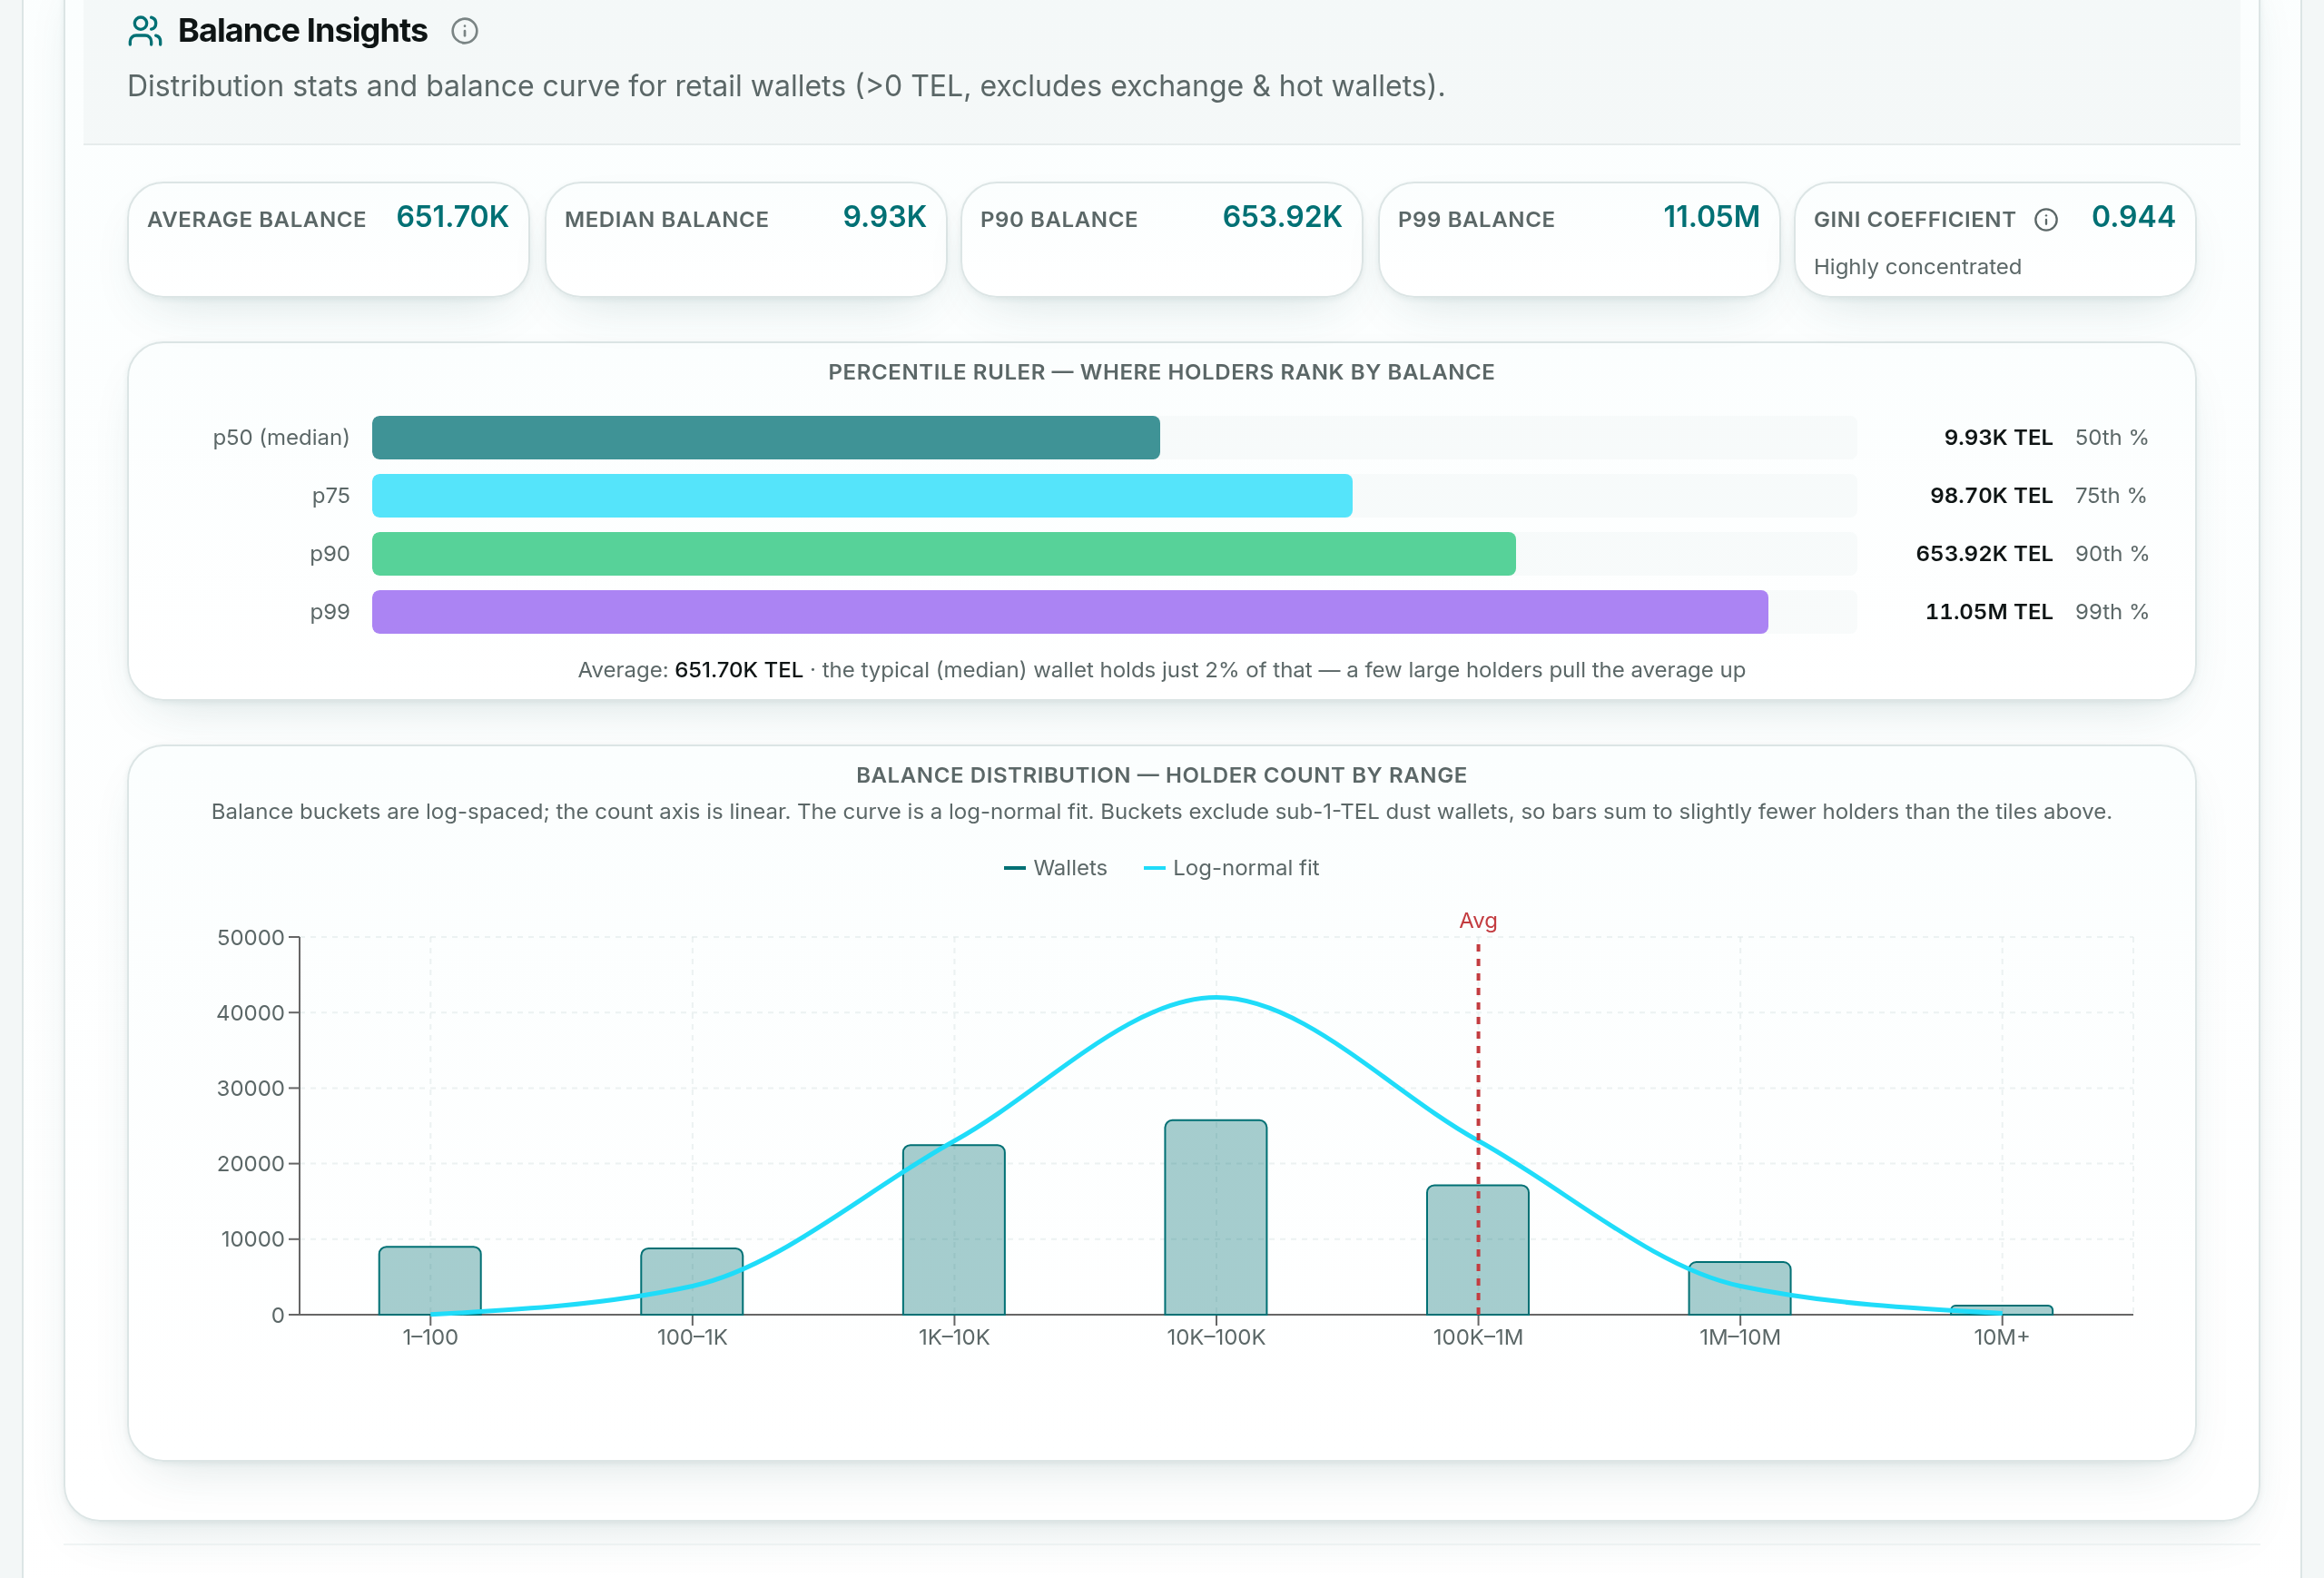 Balance Insights
Distribution stats and balance curve for retail wallets (>0 TEL, excludes exchange & hot wallets).
AVERAGE BALANCE 651.70K
MEDIAN BALANCE 9.93K
P90 BALANCE 653.92K
P99 BALANCE 11.05M
GINI COEFFICIENT 0.944
Highly concentrated
PERCENTILE RULER — WHERE HOLDERS RANK BY BALANCE
p50 (median) 9.93K TEL 50th %
p75 98.70K TEL 75th %
p90 653.92K TEL 90th %
p99 11.05M TEL 99th %
Average: 651.70K TEL · the typical (median) wallet holds just 2% of that — a few large holders pull the average up
BALANCE DISTRIBUTION — HOLDER COUNT BY RANGE
Balance buckets are log-spaced; the count axis is linear. The curve is a log-normal fit. Buckets exclude sub-1-TEL dust wallets, so bars sum to slightly fewer holders than the tiles above.
Wallets Log-normal fit
Avg
50000
40000
30000
20000
10000
0
1–100 100–1K 1K–10K 10K–100K 100K–1M 1M–10M 10M+